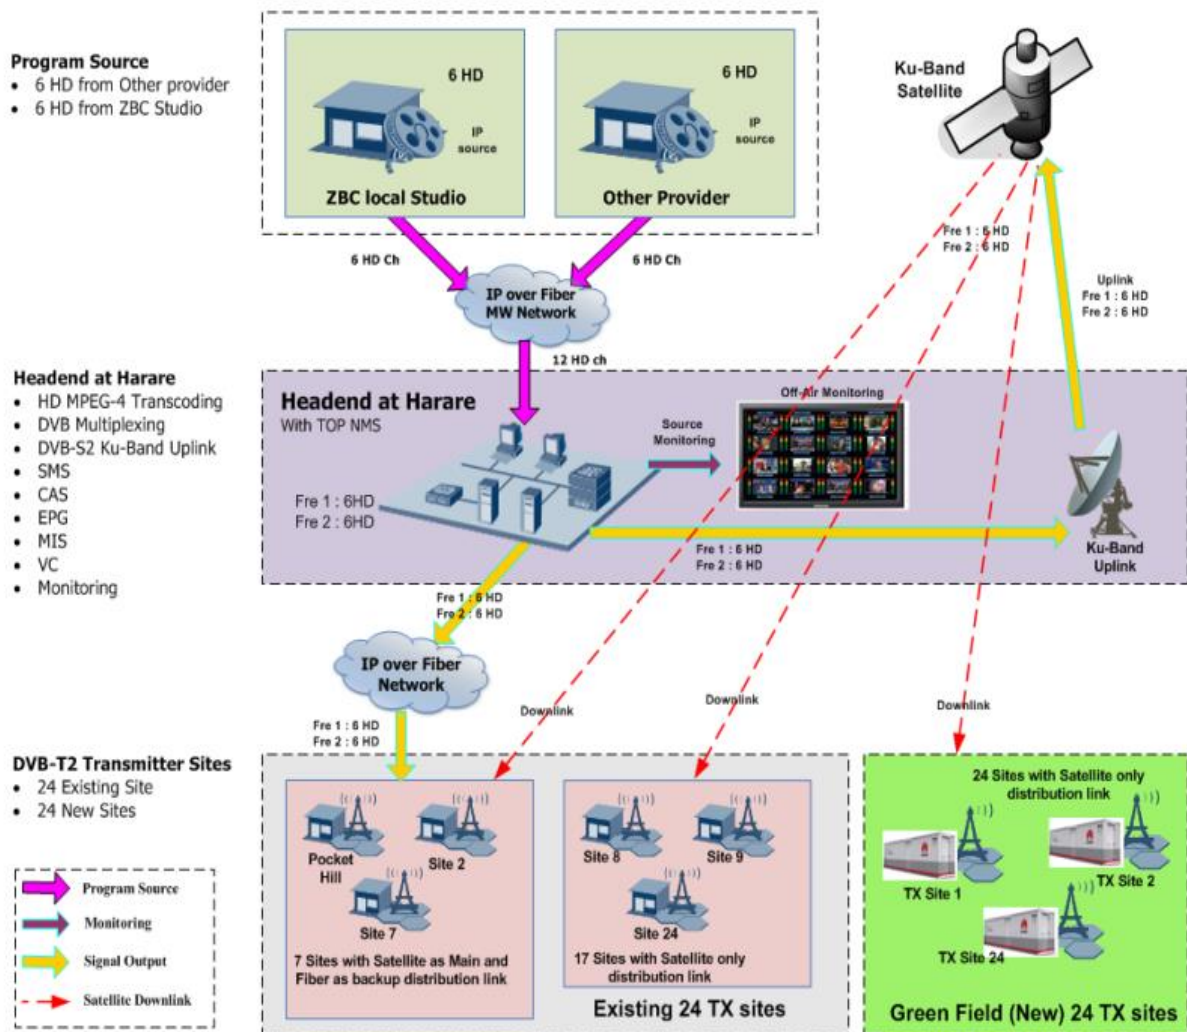 Program Source
• 6 HD from Other provider
• 6 HD from ZBC Studio
6 HD
IP
source
ZBC local Studio
6 HD
IP
source
Other Provider
Ku-Band
Satellite
6 HD Ch
6 HD Ch
IP over Fiber
MW Network
12 HD ch
Fre 1 : 6 HD
Fre 2 : 6 HD
Uplink
Fre 1 : 6 HD
Fre 2 : 6 HD
Headend at Harare
• HD MPEG-4 Transcoding
• DVB Multiplexing
• DVB-S2 Ku-Band Uplink
• SMS
• CAS
• EPG
• MIS
• VC
• Monitoring
Headend at Harare
With TOP NMS
Fre 1 : 6HD
Fre 2 : 6HD
Source
Monitoring
Off-Air Monitoring
Fre 1 : 6 HD
Fre 2 : 6 HD
Ku-Band
Uplink
Fre 1 : 6 HD
Fre 2 : 6 HD
IP over Fiber
Network
Fre 1 : 6 HD
Fre 2 : 6 HD
Downlink
Downlink
Downlink
DVB-T2 Transmitter Sites
• 24 Existing Site
• 24 New Sites
Pocket
Hill
Site 2
Site 7
7 Sites with Satellite as Main and
Fiber as backup distribution link
Site 8
Site 9
Site 24
17 Sites with Satellite only
distribution link
Existing 24 TX sites
24 Sites with Satellite only
distribution link
TX Site 1
TX Site 2
TX Site 24
Green Field (New) 24 TX sites
Program Source
Monitoring
Signal Output
Satellite Downlink